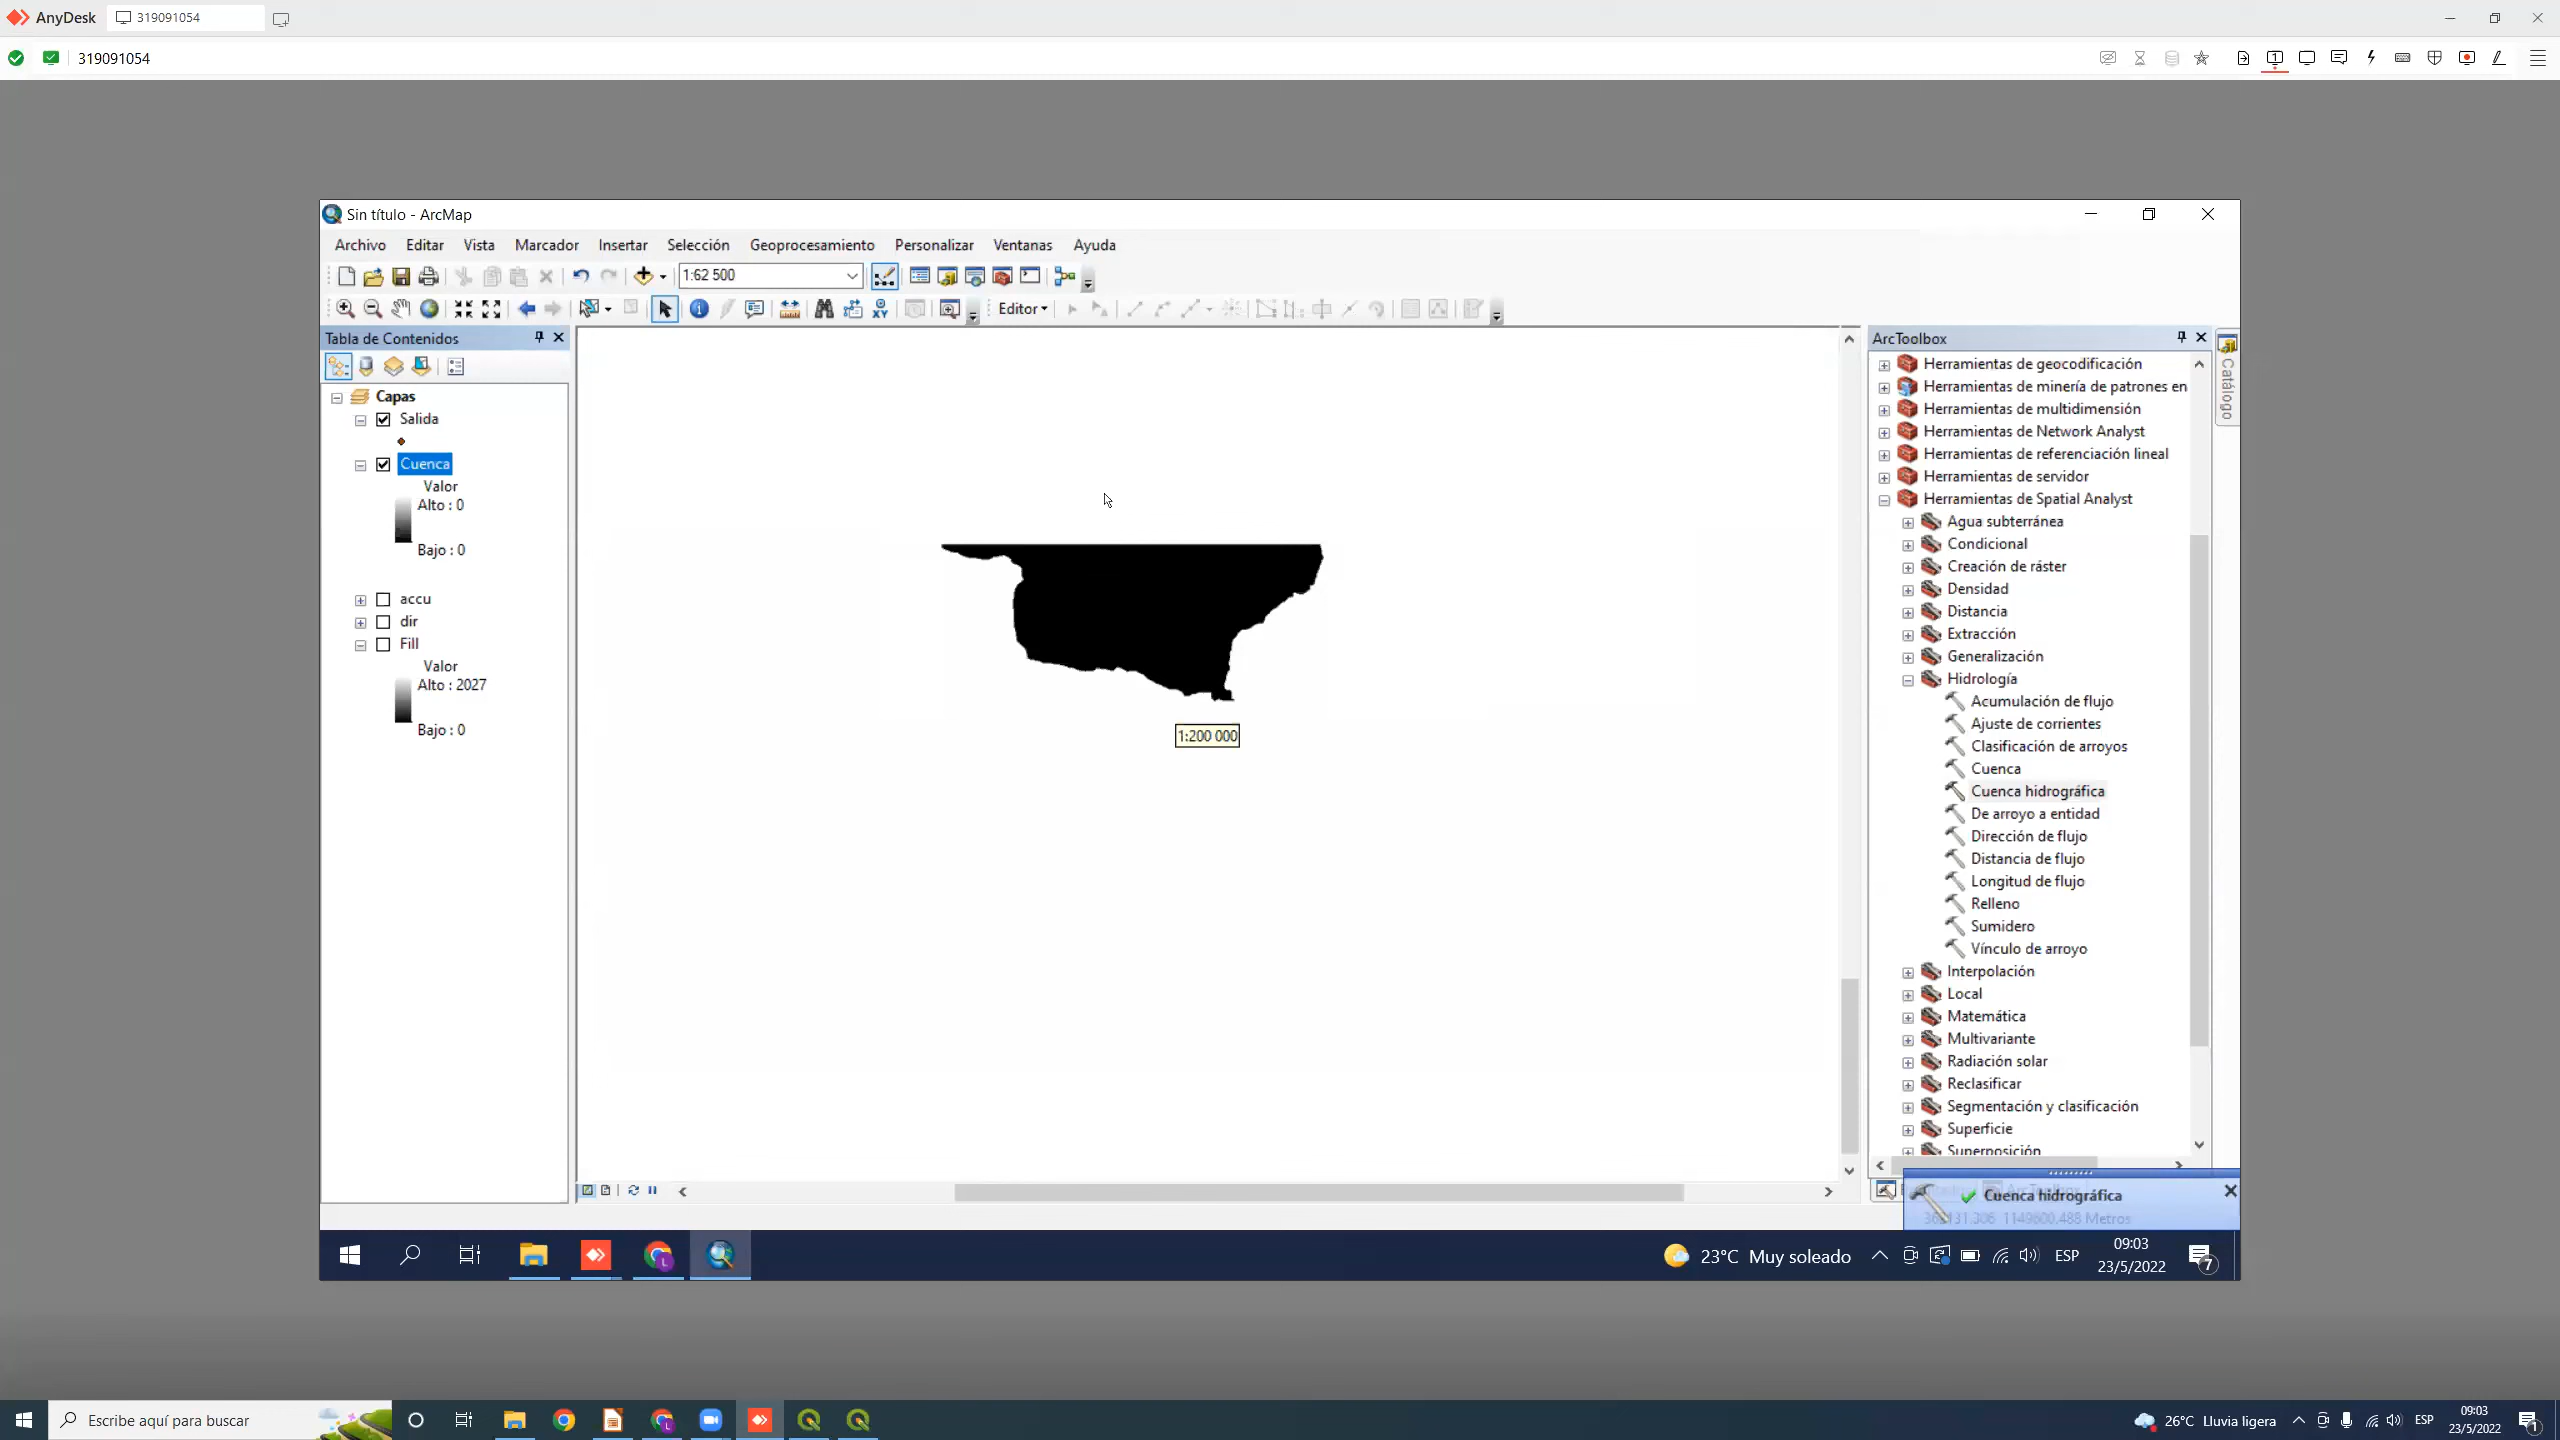 AnyDesk
319091054
319091054
Sin título - ArcMap
Archivo Editar Vista Marcador Insertar Selección Geoprocesamiento Personalizar Ventanas Ayuda
1:62 500
Editor
Tabla de Contenidos
Capas
Salida
Cuenca
Valor
Alto : 0
Bajo : 0
accu
dir
Fill
Valor
Alto : 2027
Bajo : 0
1:200 000
ArcToolbox
Herramientas de geocodificación
Herramientas de minería de patrones en
Herramientas de multidimensión
Herramientas de Network Analyst
Herramientas de referenciación lineal
Herramientas de servidor
Herramientas de Spatial Analyst
Agua subterránea
Condicional
Creación de ráster
Densidad
Distancia
Extracción
Generalización
Hidrología
Acumulación de flujo
Ajuste de corrientes
Clasificación de arroyos
Cuenca
Cuenca hidrográfica
De arroyo a entidad
Dirección de flujo
Distancia de flujo
Longitud de flujo
Relleno
Sumidero
Vínculo de arroyo
Interpolación
Local
Matemática
Multivariante
Radiación solar
Reclasificar
Segmentación y clasificación
Superficie
Superposición
Catálogo
Cuenca hidrográfica
1149600.488 Metros
23°C Muy soleado
ESP
09:03
23/5/2022
7
Escribe aquí para buscar
26°C Lluvia ligera
ESP
09:03
23/5/2022
1